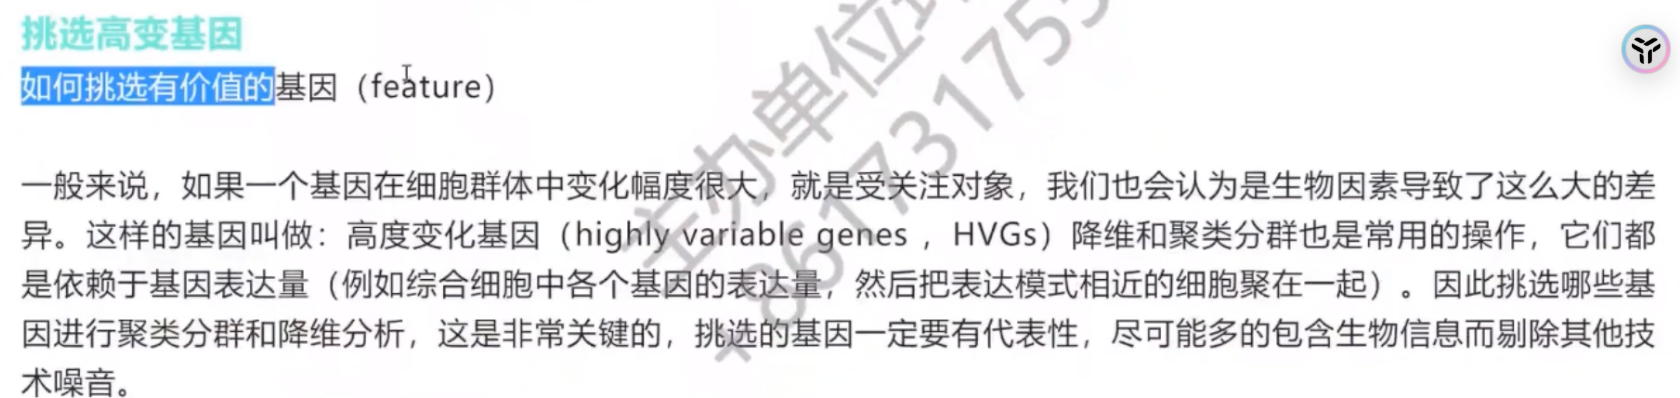 挑选高变基因
如何挑选有价值的基因（feature）
一般来说，如果一个基因在细胞群体中变化幅度很大，就是受关注对象，我们也会认为是生物因素导致了这么大的差
异。这样的基因叫做：高度变化基因（highly variable genes ，HVGs）降维和聚类分群也是常用的操作，它们都
是依赖于基因表达量（例如综合细胞中各个基因的表达量，然后把表达模式相近的细胞聚在一起）。因此挑选哪些基
因进行聚类分群和降维分析，这是非常关键的，挑选的基因一定要有代表性，尽可能多的包含生物信息而剔除其他技
术噪音。
主办单位
+861731755